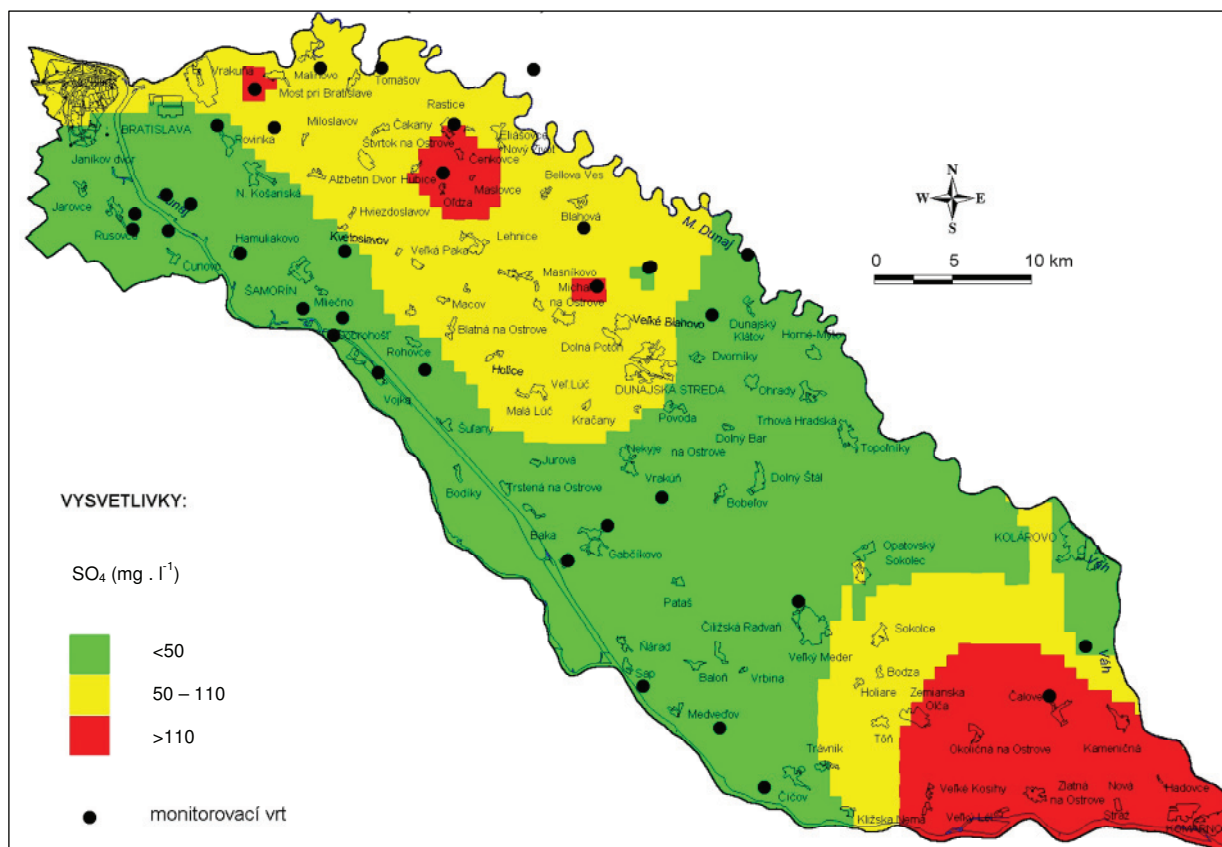 Vrakuňa
Malinovo
Tomášov
Most pri Bratislave
Rastice
BRATISLAVA
Rovinka
Miloslavov
Čakany
Štvrtok na Ostrove
Eliášovce
Nový Život
Čenkovce
Janíkov dvor
N. Košariská
Alžbetin Dvor
Hubice
Maslovce
Bellova Ves
Jarovce
Dunaj
Hviezdoslavov
Oľdza
Blahová
Rusovce
Hamuliakovo
Kvetoslavov
Lehnice
M. Dunaj
Čunovo
Veľká Paka
Masníkovo
ŠAMORÍN
Mliečno
Macov
na Ostrove
Blatná na Ostrove
Veľké Blahovo
Dunajský
Klátov
Horné-Mýto
Dobrohošť
Rohovce
Dolná Potôň
Dvorníky
Holice
Vojka
Veľ.Lúč
DUNAJSKÁ STREDA
Ohrady
Malá Lúč
Kračany
Povoda
Trhová Hradská
Šuľany
Dolný Bar
Topoľníky
Nekyje na Ostrove
Jurová
Bodíky
Trstená na Ostrove
Vrakúň
Dolný Štál
Bobeľov
Baka
Gabčíkovo
Opatovský
Sokolec
KOLÁROVO
Váh
Pataš
Čiližská Radvaň
Sokolce
Veľký Meder
Váh
Nárad
Sap
Baloň
Vrbina
Bodza
Holiare
Zemianska
Olča
Čalovec
Medveďov
Tôň
Okoličná na Ostrove
Kameničná
Trávnik
Čičov
Veľké Kosihy
Zlatná
na Ostrove
Nová
Stráž
Hadovce
Kližska Nemá
KOMÁRNO
N
W
E
S
0 5 10 km
VYSVETLIVKY:
SO₄ (mg . l⁻¹)
<50
50 – 110
>110
monitorovací vrt